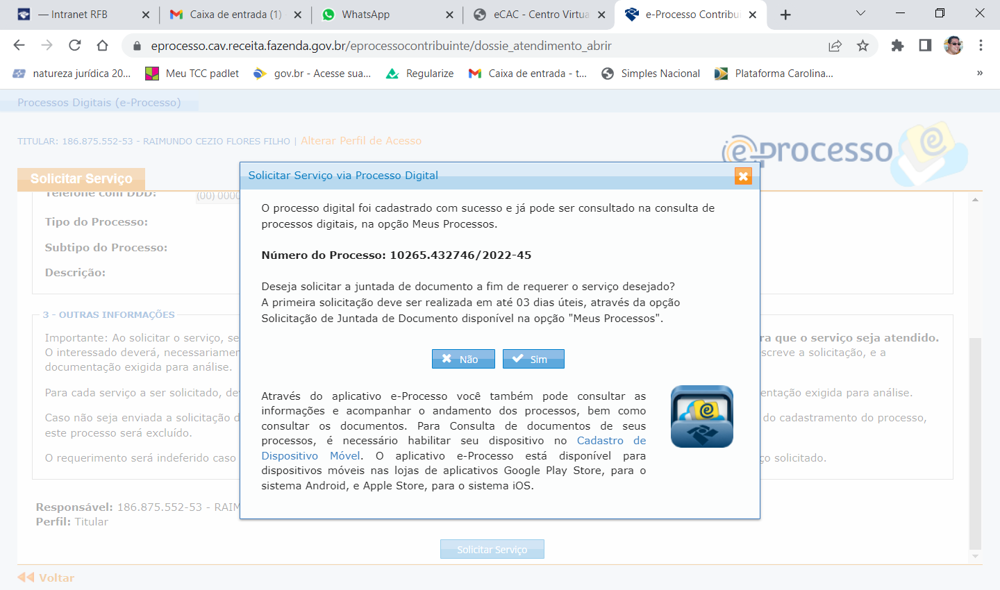 — Intranet RFB
Caixa de entrada (1)
WhatsApp
eCAC - Centro Virtua
e-Processo Contribui
eprocesso.cav.receita.fazenda.gov.br/eprocessocontribuinte/dossie_atendimento_abrir
natureza jurídica 20...
Meu TCC padlet
gov.br - Acesse sua...
Regularize
Caixa de entrada - t...
Simples Nacional
Plataforma Carolina...
»
Processos Digitais (e-Processo)
TITULAR: 186.875.552-53 - RAIMUNDO CEZIO FLORES FILHO | Alterar Perfil de Acesso
e-processo
Solicitar Serviço
Telefone com DDD:
(00) 0000
Tipo do Processo:
Subtipo do Processo:
Descrição:
3 - OUTRAS INFORMAÇÕES
Importante: Ao solicitar o serviço, se
ra que o serviço seja atendido.
O interessado deverá, necessariamen
screve a solicitação, e a
documentação exigida para análise.
Para cada serviço a ser solicitado, de
entação exigida para análise.
Caso não seja enviada a solicitação d
do cadastramento do processo,
este processo será excluído.
O requerimento será indeferido caso
ço solicitado.
Responsável: 186.875.552-53 - RAIM
Perfil: Titular
Solicitar Serviço
Voltar
Solicitar Serviço via Processo Digital
O processo digital foi cadastrado com sucesso e já pode ser consultado na consulta de
processos digitais, na opção Meus Processos.
Número do Processo: 10265.432746/2022-45
Deseja solicitar a juntada de documento a fim de requerer o serviço desejado?
A primeira solicitação deve ser realizada em até 03 dias úteis, através da opção
Solicitação de Juntada de Documento disponível na opção "Meus Processos".
Não
Sim
Através do aplicativo e-Processo você também pode consultar as
informações e acompanhar o andamento dos processos, bem como
consultar os documentos. Para Consulta de documentos de seus
processos, é necessário habilitar seu dispositivo no Cadastro de
Dispositivo Móvel. O aplicativo e-Processo está disponível para
dispositivos móveis nas lojas de aplicativos Google Play Store, para o
sistema Android, e Apple Store, para o sistema iOS.